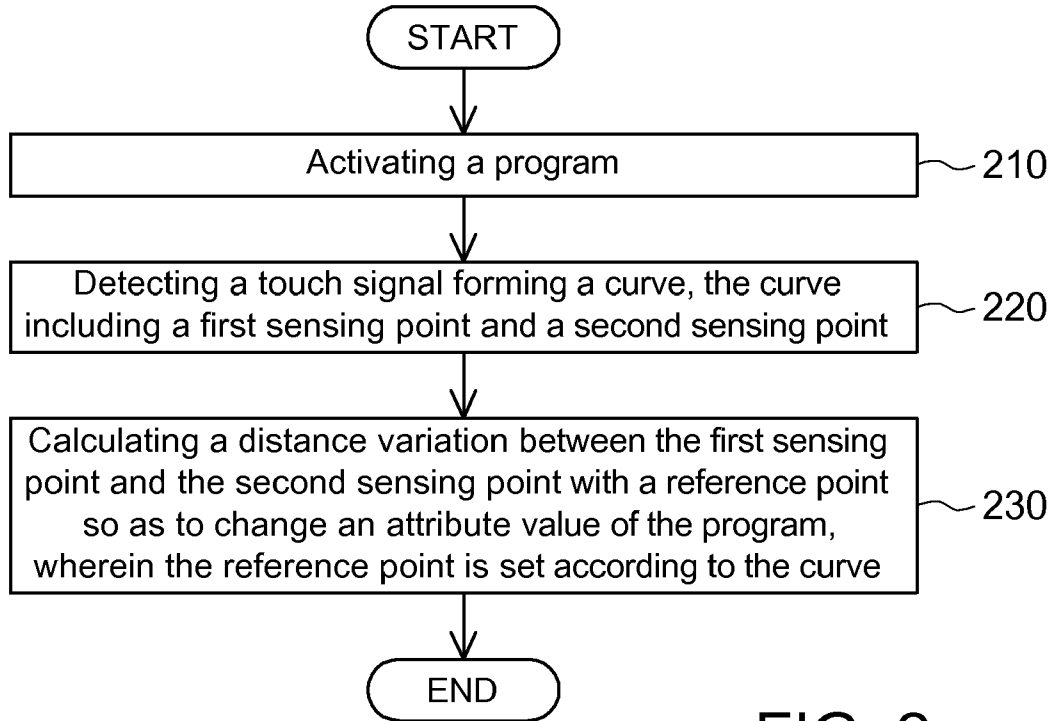 START
Activating a program
210
Detecting a touch signal forming a curve, the curve
including a first sensing point and a second sensing point
220
Calculating a distance variation between the first sensing
point and the second sensing point with a reference point
so as to change an attribute value of the program,
wherein the reference point is set according to the curve
230
END
FIG.